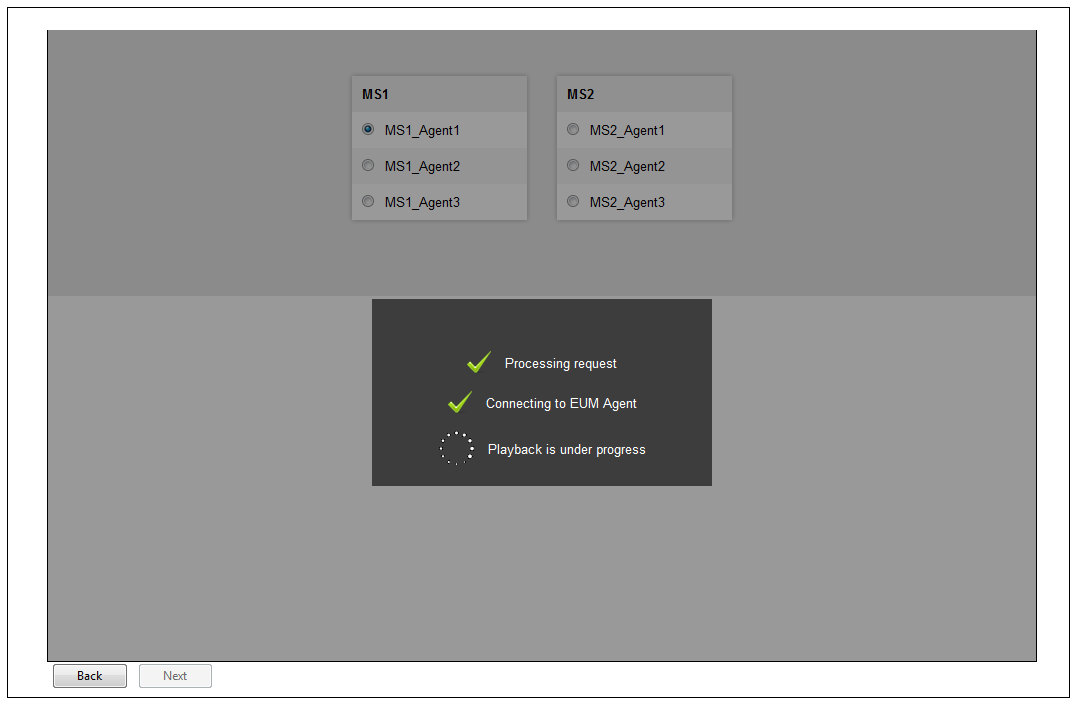 MS1
MS1_Agent1
MS1_Agent2
MS1_Agent3
MS2
MS2_Agent1
MS2_Agent2
MS2_Agent3
Processing request
Connecting to EUM Agent
Playback is under progress
Back
Next